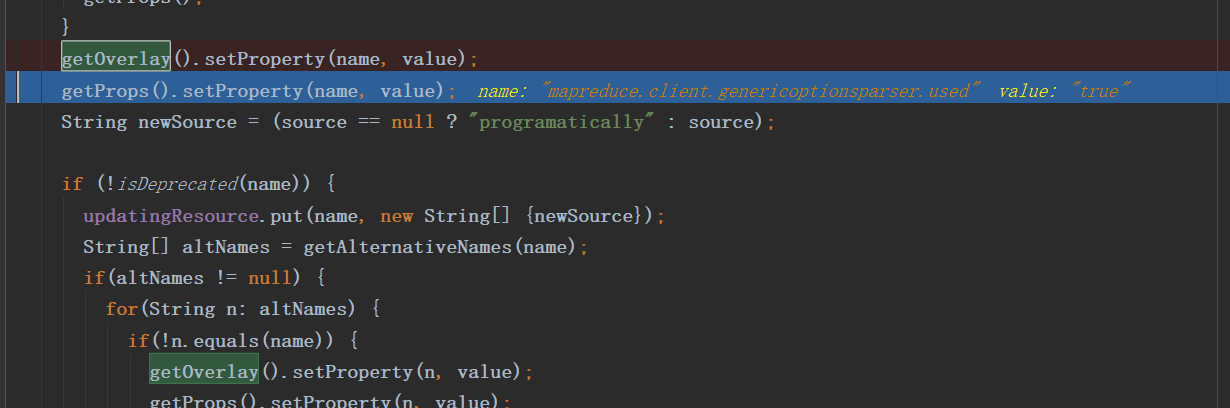 getProps();
}
getOverlay().setProperty(name, value);
getProps().setProperty(name, value); name: "mapreduce.client.genericoptionsparser.used" value: "true"
String newSource = (source == null ? "programatically" : source);
if (!isDeprecated(name)) {
updatingResource.put(name, new String[] {newSource});
String[] altNames = getAlternativeNames(name);
if(altNames != null) {
for(String n: altNames) {
if(!n.equals(name)) {
getOverlay().setProperty(n, value);
getProps().setProperty(n, value);